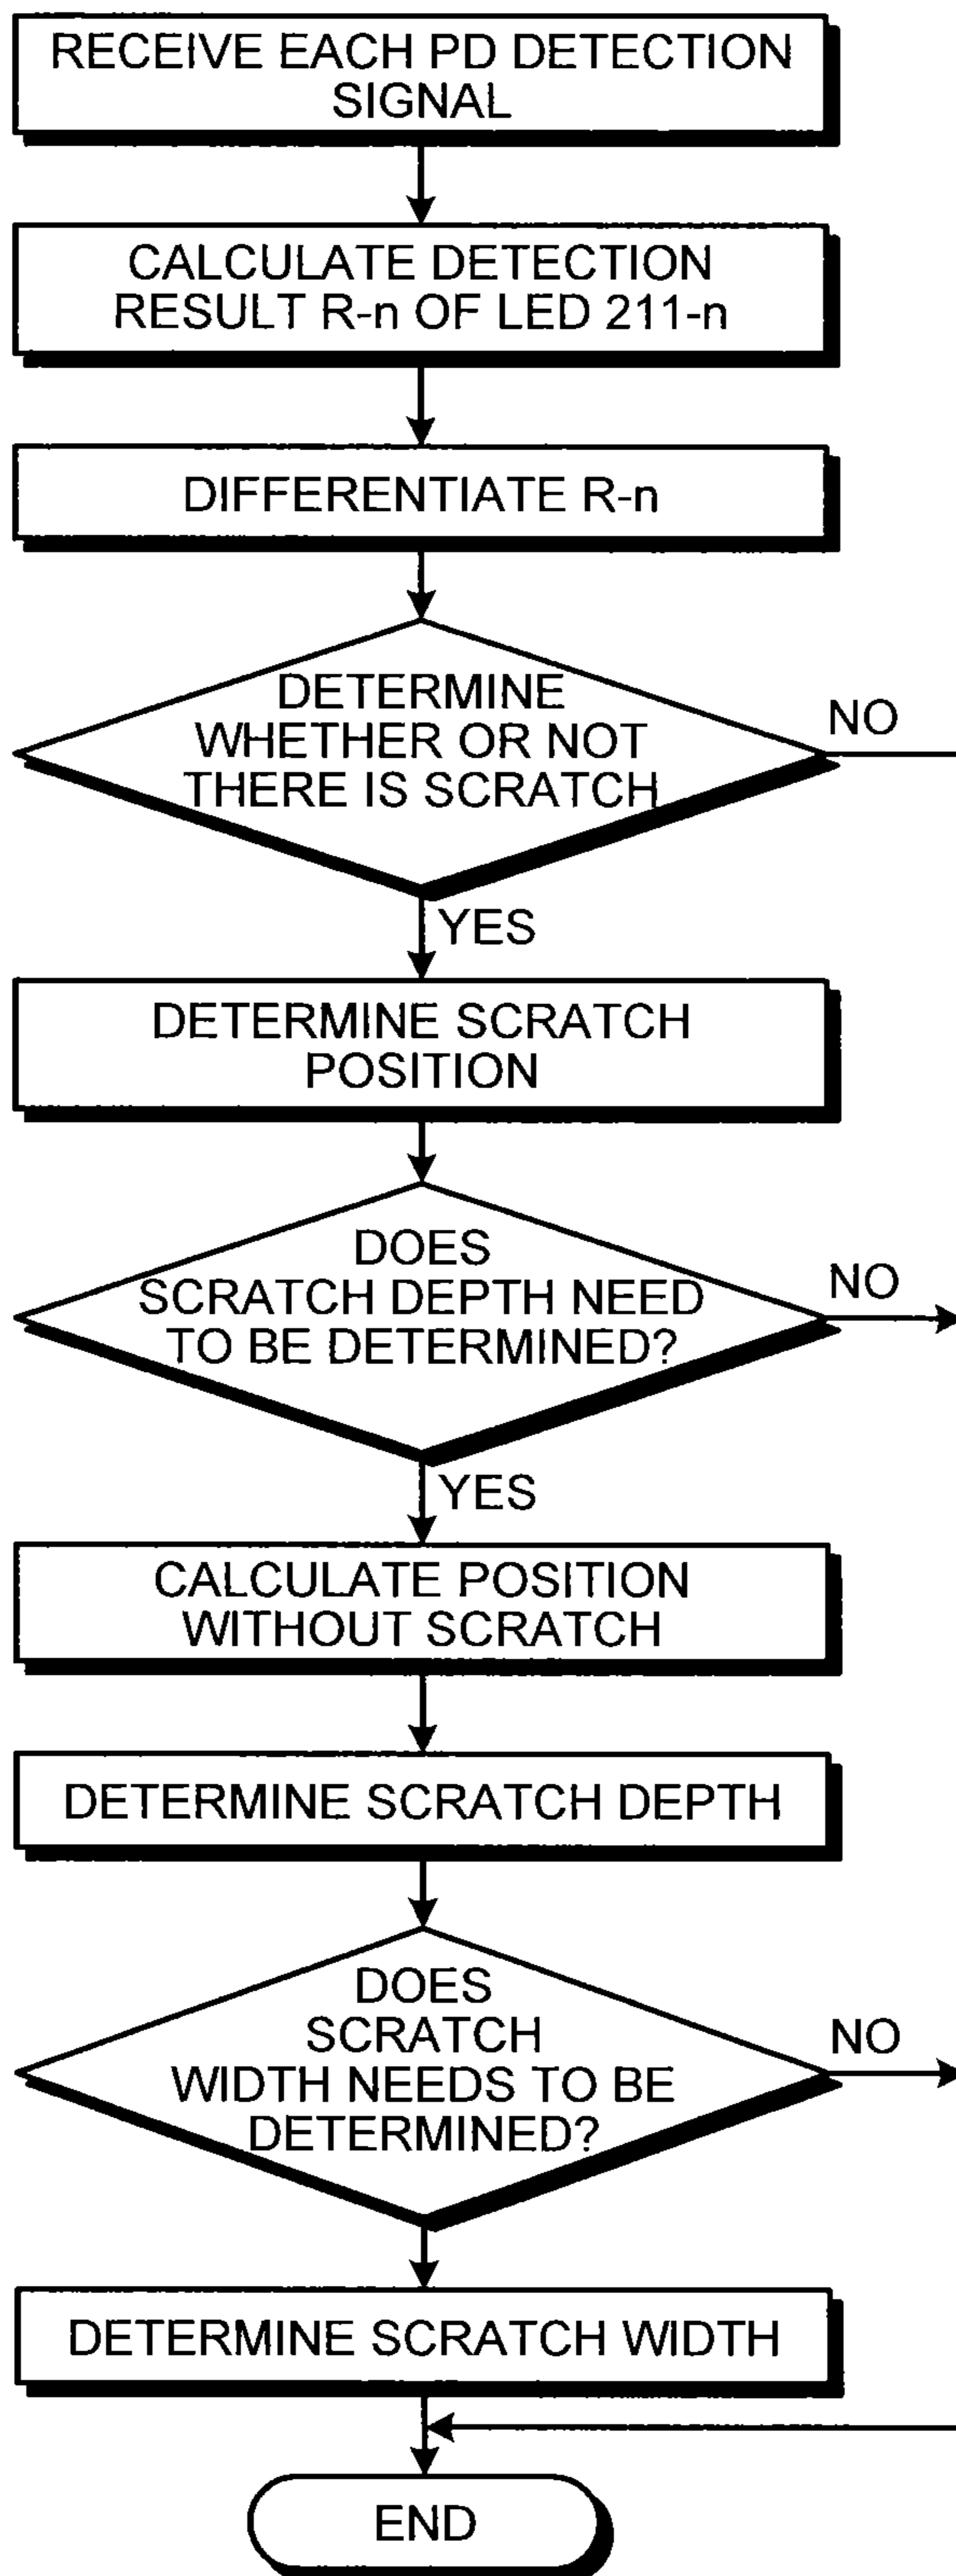 RECEIVE EACH PD DETECTION
SIGNAL
CALCULATE DETECTION
RESULT R-n OF LED 211-n
DIFFERENTIATE R-n
DETERMINE
WHETHER OR NOT
THERE IS SCRATCH
NO
YES
DETERMINE SCRATCH
POSITION
DOES
SCRATCH DEPTH NEED
TO BE DETERMINED?
NO
YES
CALCULATE POSITION
WITHOUT SCRATCH
DETERMINE SCRATCH DEPTH
DOES
SCRATCH
WIDTH NEEDS TO BE
DETERMINED?
NO
DETERMINE SCRATCH WIDTH
END